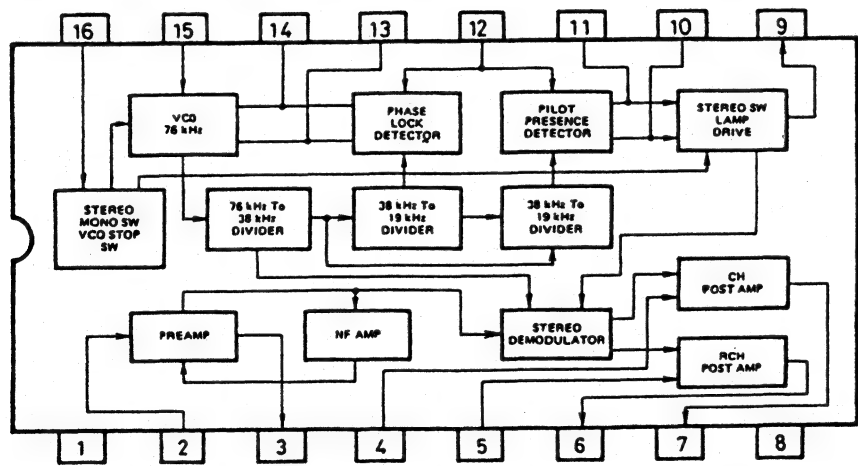 16 15 14 13 12 11 10 9
VCO
76 kHz
PHASE
LOCK
DETECTOR
PILOT
PRESENCE
DETECTOR
STEREO SW
LAMP
DRIVE
STEREO
MONO SW
VCO STOP
SW
76 kHz To
38 kHz
DIVIDER
38 kHz To
19 kHz
DIVIDER
38 kHz To
19 kHz
DIVIDER
PREAMP
NF AMP
STEREO
DEMODULATOR
CH
POST AMP
RCH
POST AMP
1 2 3 4 5 6 7 8